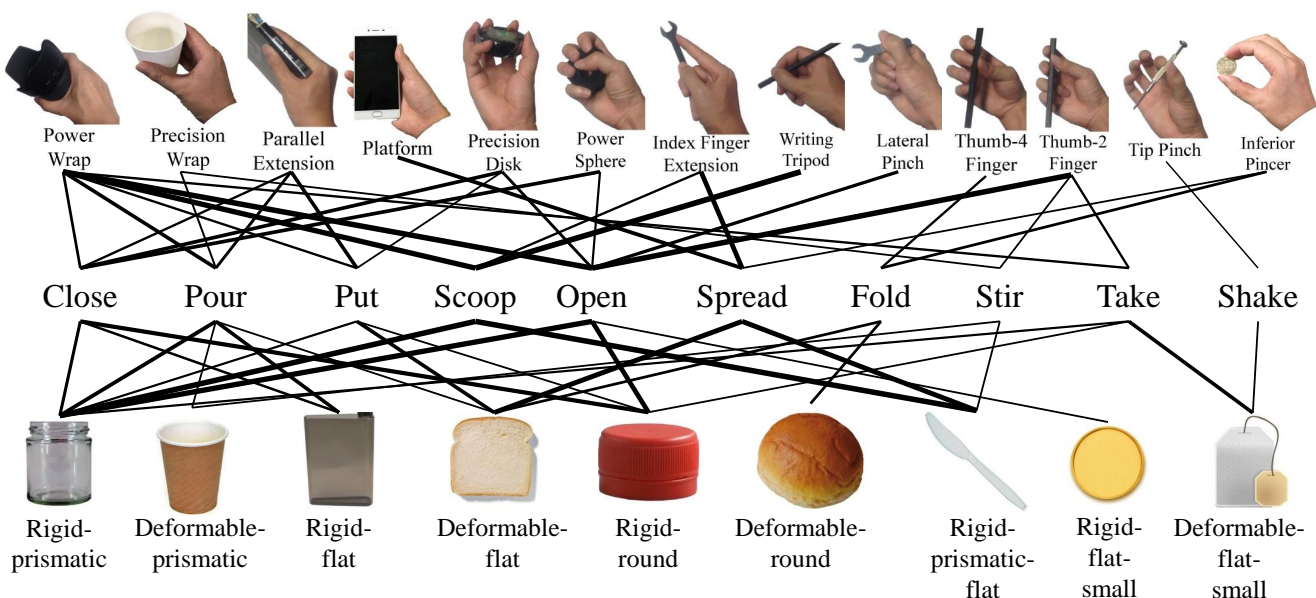 Power
Wrap
Precision
Wrap
Parallel
Extension
Platform
Precision
Disk
Power
Sphere
Index Finger
Extension
Writing
Tripod
Lateral
Pinch
Thumb-4
Finger
Thumb-2
Finger
Tip Pinch
Inferior
Pincer
Close
Pour
Put
Scoop
Open
Spread
Fold
Stir
Take
Shake
Rigid-
prismatic
Deformable-
prismatic
Rigid-
flat
Deformable-
flat
Rigid-
round
Deformable-
round
Rigid-
prismatic-
flat
Rigid-
flat-
small
Deformable-
flat-
small